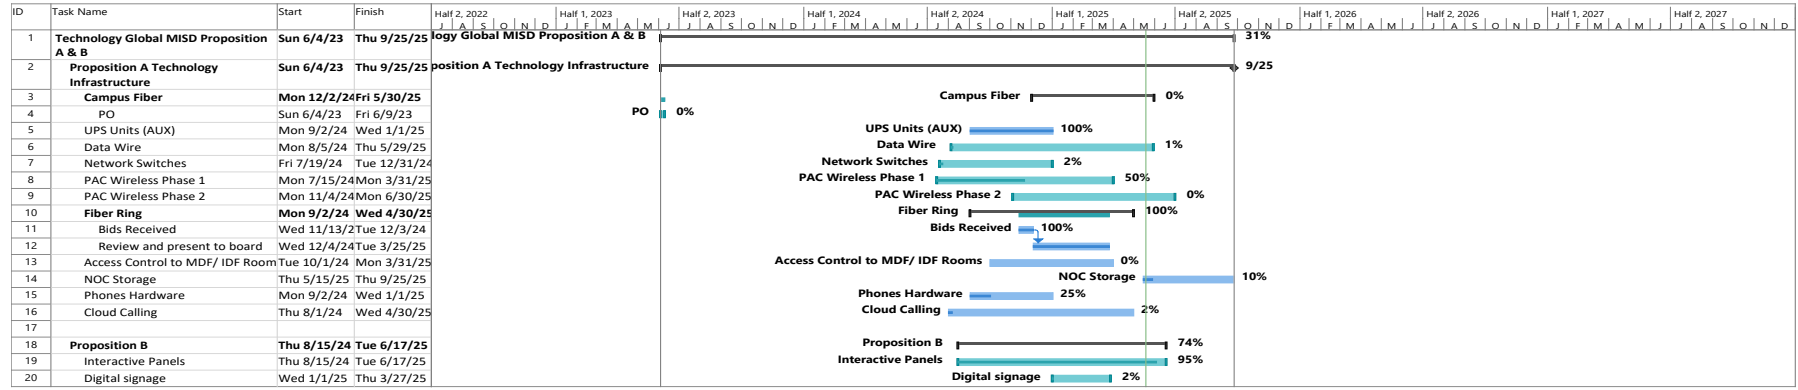 ID Task Name Start Finish Half 2, 2022 Half 1, 2023 Half 2, 2023 Half 1, 2024 Half 2, 2024 Half 1, 2025 Half 2, 2025 Half 1, 2026 Half 2, 2026 Half 1, 2027 Half 2, 2027
J A S O N D J F M A M J J A S O N D J F M A M J J A S O N D J F M A M J J A S O N D J F M A M J J A S O N D J F M A M J J A S O N D
1 Technology Global MISD Proposition Sun 6/4/23 Thu 9/25/25 logy Global MISD Proposition A & B 31%
A & B
2 Proposition A Technology Sun 6/4/23 Thu 9/25/25 position A Technology Infrastructure 9/25
Infrastructure
3 Campus Fiber Mon 12/2/24 Fri 5/30/25 Campus Fiber 0%
4 PO Sun 6/4/23 Fri 6/9/23 PO 0%
5 UPS Units (AUX) Mon 9/2/24 Wed 1/1/25 UPS Units (AUX) 100%
6 Data Wire Mon 8/5/24 Thu 5/29/25 Data Wire 1%
7 Network Switches Fri 7/19/24 Tue 12/31/24 Network Switches 2%
8 PAC Wireless Phase 1 Mon 7/15/24 Mon 3/31/25 PAC Wireless Phase 1 50%
9 PAC Wireless Phase 2 Mon 11/4/24 Mon 6/30/25 PAC Wireless Phase 2 0%
10 Fiber Ring Mon 9/2/24 Wed 4/30/25 Fiber Ring 100%
11 Bids Received Wed 11/13/2 Tue 12/3/24 Bids Received 100%
12 Review and present to board Wed 12/4/24 Tue 3/25/25
13 Access Control to MDF/ IDF Room Tue 10/1/24 Mon 3/31/25 Access Control to MDF/ IDF Rooms 0%
14 NOC Storage Thu 5/15/25 Thu 9/25/25 NOC Storage 10%
15 Phones Hardware Mon 9/2/24 Wed 1/1/25 Phones Hardware 25%
16 Cloud Calling Thu 8/1/24 Wed 4/30/25 Cloud Calling 2%
17
18 Proposition B Thu 8/15/24 Tue 6/17/25 Proposition B 74%
19 Interactive Panels Thu 8/15/24 Tue 6/17/25 Interactive Panels 95%
20 Digital signage Wed 1/1/25 Thu 3/27/25 Digital signage 2%